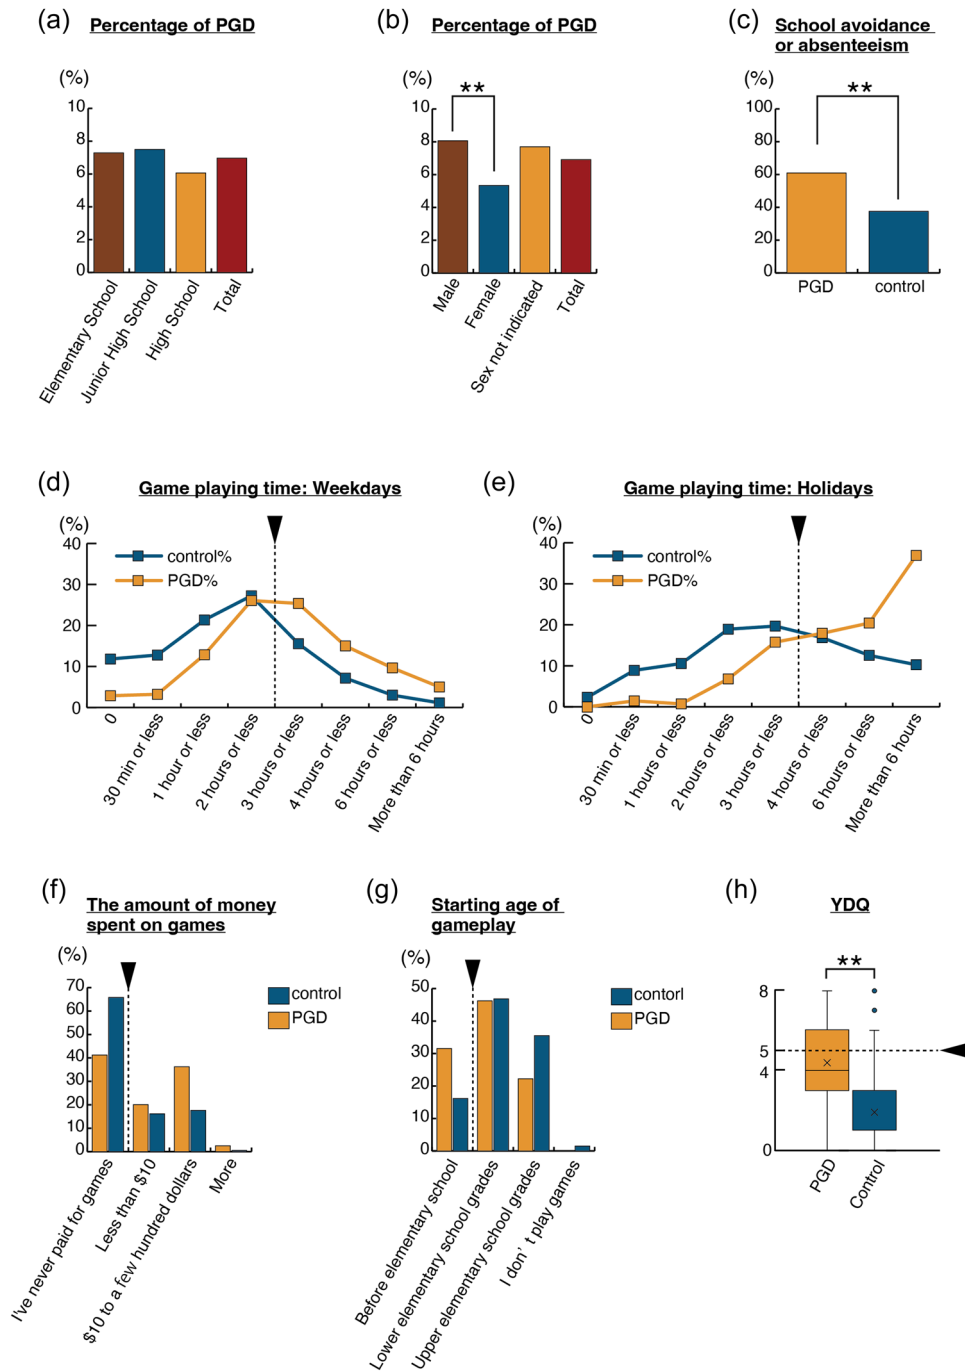 (a)
Percentage of PGD
(%)
10
8
6
4
2
0
Elementary School
Junior High School
High School
Total
(b)
Percentage of PGD
(%)
10
8
6
4
2
0
**
Male
Female
Sex not indicated
Total
(c)
School avoidance
or absenteeism
(%)
100
80
60
40
20
0
**
PGD
control
(d)
Game playing time: Weekdays
(%)
40
30
20
10
0
control%
PGD%
0
30 min or less
1 hour or less
2 hours or less
3 hours or less
4 hours or less
6 hours or less
More than 6 hours
(e)
Game playing time: Holidays
(%)
40
30
20
10
0
control%
PGD%
0
30 min or less
1 hours or less
2 hours or less
3 hours or less
4 hours or less
6 hours or less
More than 6 hours
(f)
The amount of money
spent on games
(%)
70
60
50
40
30
20
10
0
control
PGD
I've never paid for games
Less than $10
$10 to a few hundred dollars
More
(g)
Starting age of
gameplay
(%)
50
40
30
20
10
0
contorl
PGD
Before elementary school
Lower elementary school grades
Upper elementary school grades
I don't play games
(h)
YDQ
**
8
5
4
0
PGD
Control